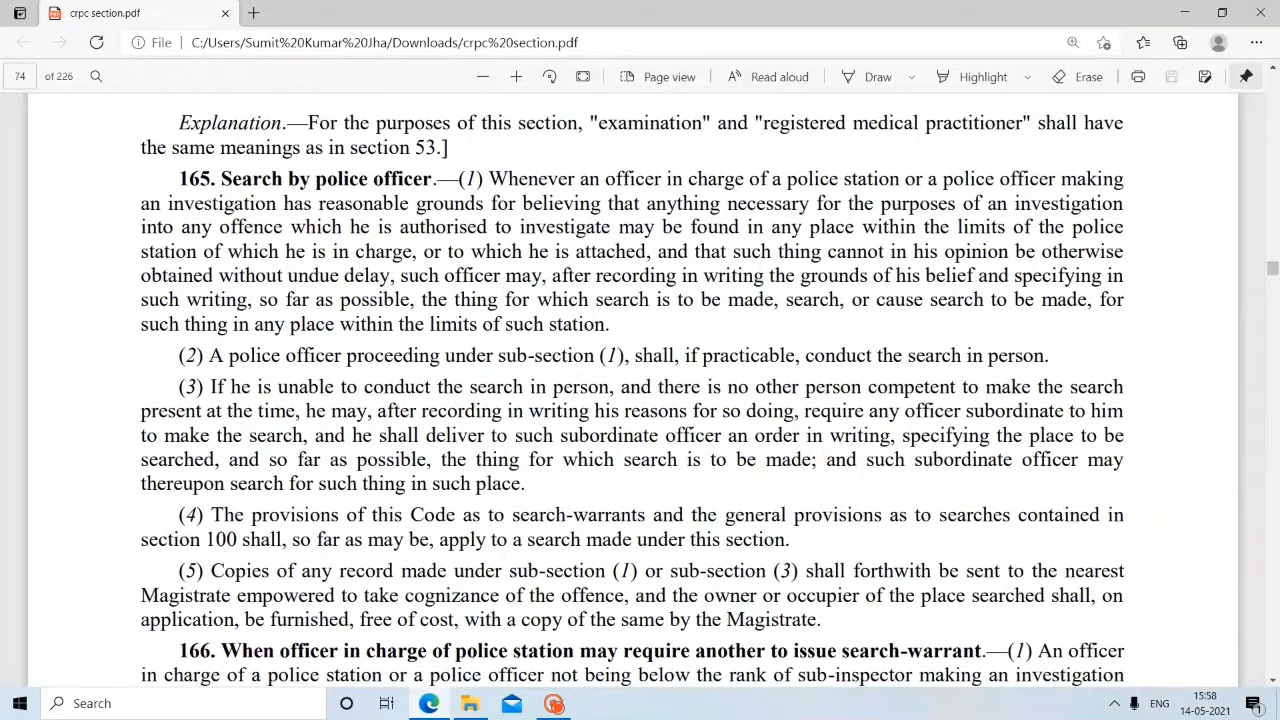 crpc section.pdf
File
C:/Users/Sumit%20Kumar%20Jha/Downloads/crpc%20section.pdf
74 of 226
Page view
Read aloud
Draw
Highlight
Erase
Explanation.—For the purposes of this section, "examination" and "registered medical practitioner" shall have
the same meanings as in section 53.]
165. Search by police officer.—(1) Whenever an officer in charge of a police station or a police officer making
an investigation has reasonable grounds for believing that anything necessary for the purposes of an investigation
into any offence which he is authorised to investigate may be found in any place within the limits of the police
station of which he is in charge, or to which he is attached, and that such thing cannot in his opinion be otherwise
obtained without undue delay, such officer may, after recording in writing the grounds of his belief and specifying in
such writing, so far as possible, the thing for which search is to be made, search, or cause search to be made, for
such thing in any place within the limits of such station.
(2) A police officer proceeding under sub-section (1), shall, if practicable, conduct the search in person.
(3) If he is unable to conduct the search in person, and there is no other person competent to make the search
present at the time, he may, after recording in writing his reasons for so doing, require any officer subordinate to him
to make the search, and he shall deliver to such subordinate officer an order in writing, specifying the place to be
searched, and so far as possible, the thing for which search is to be made; and such subordinate officer may
thereupon search for such thing in such place.
(4) The provisions of this Code as to search-warrants and the general provisions as to searches contained in
section 100 shall, so far as may be, apply to a search made under this section.
(5) Copies of any record made under sub-section (1) or sub-section (3) shall forthwith be sent to the nearest
Magistrate empowered to take cognizance of the offence, and the owner or occupier of the place searched shall, on
application, be furnished, free of cost, with a copy of the same by the Magistrate.
166. When officer in charge of police station may require another to issue search-warrant.—(1) An officer
in charge of a police station or a police officer not being below the rank of sub-inspector making an investigation
Search
ENG
15:58
14-05-2021
1